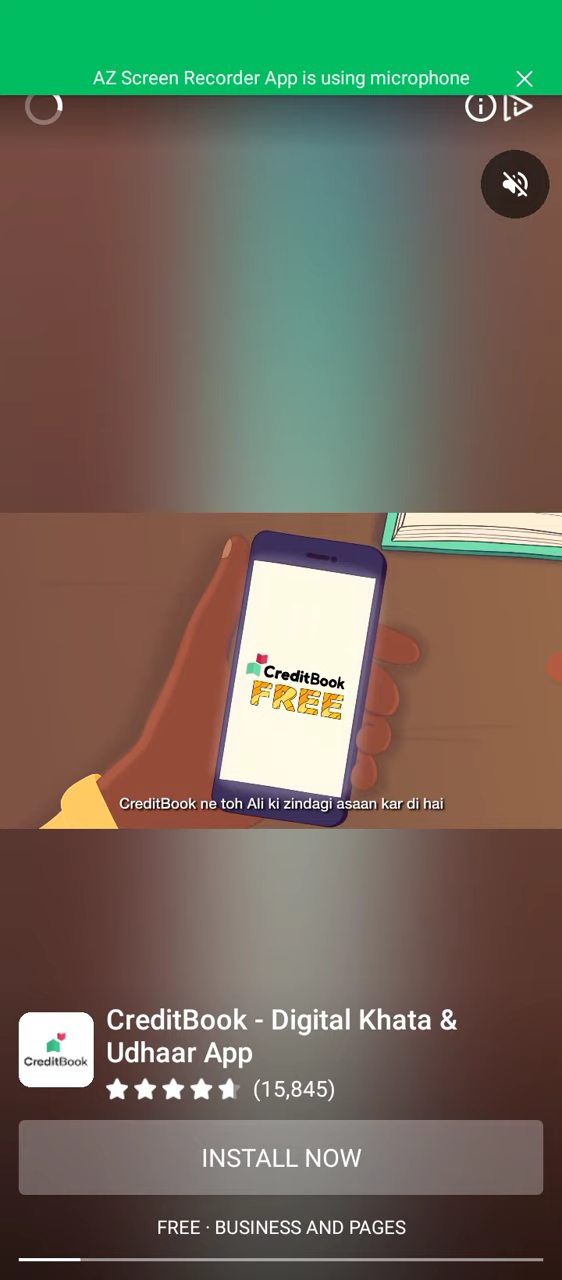 AZ Screen Recorder App is using microphone
CreditBook
FREE
CreditBook ne toh Ali ki zindagi asaan kar di hai
CreditBook
CreditBook - Digital Khata &
Udhaar App
(15,845)
INSTALL NOW
FREE · BUSINESS AND PAGES